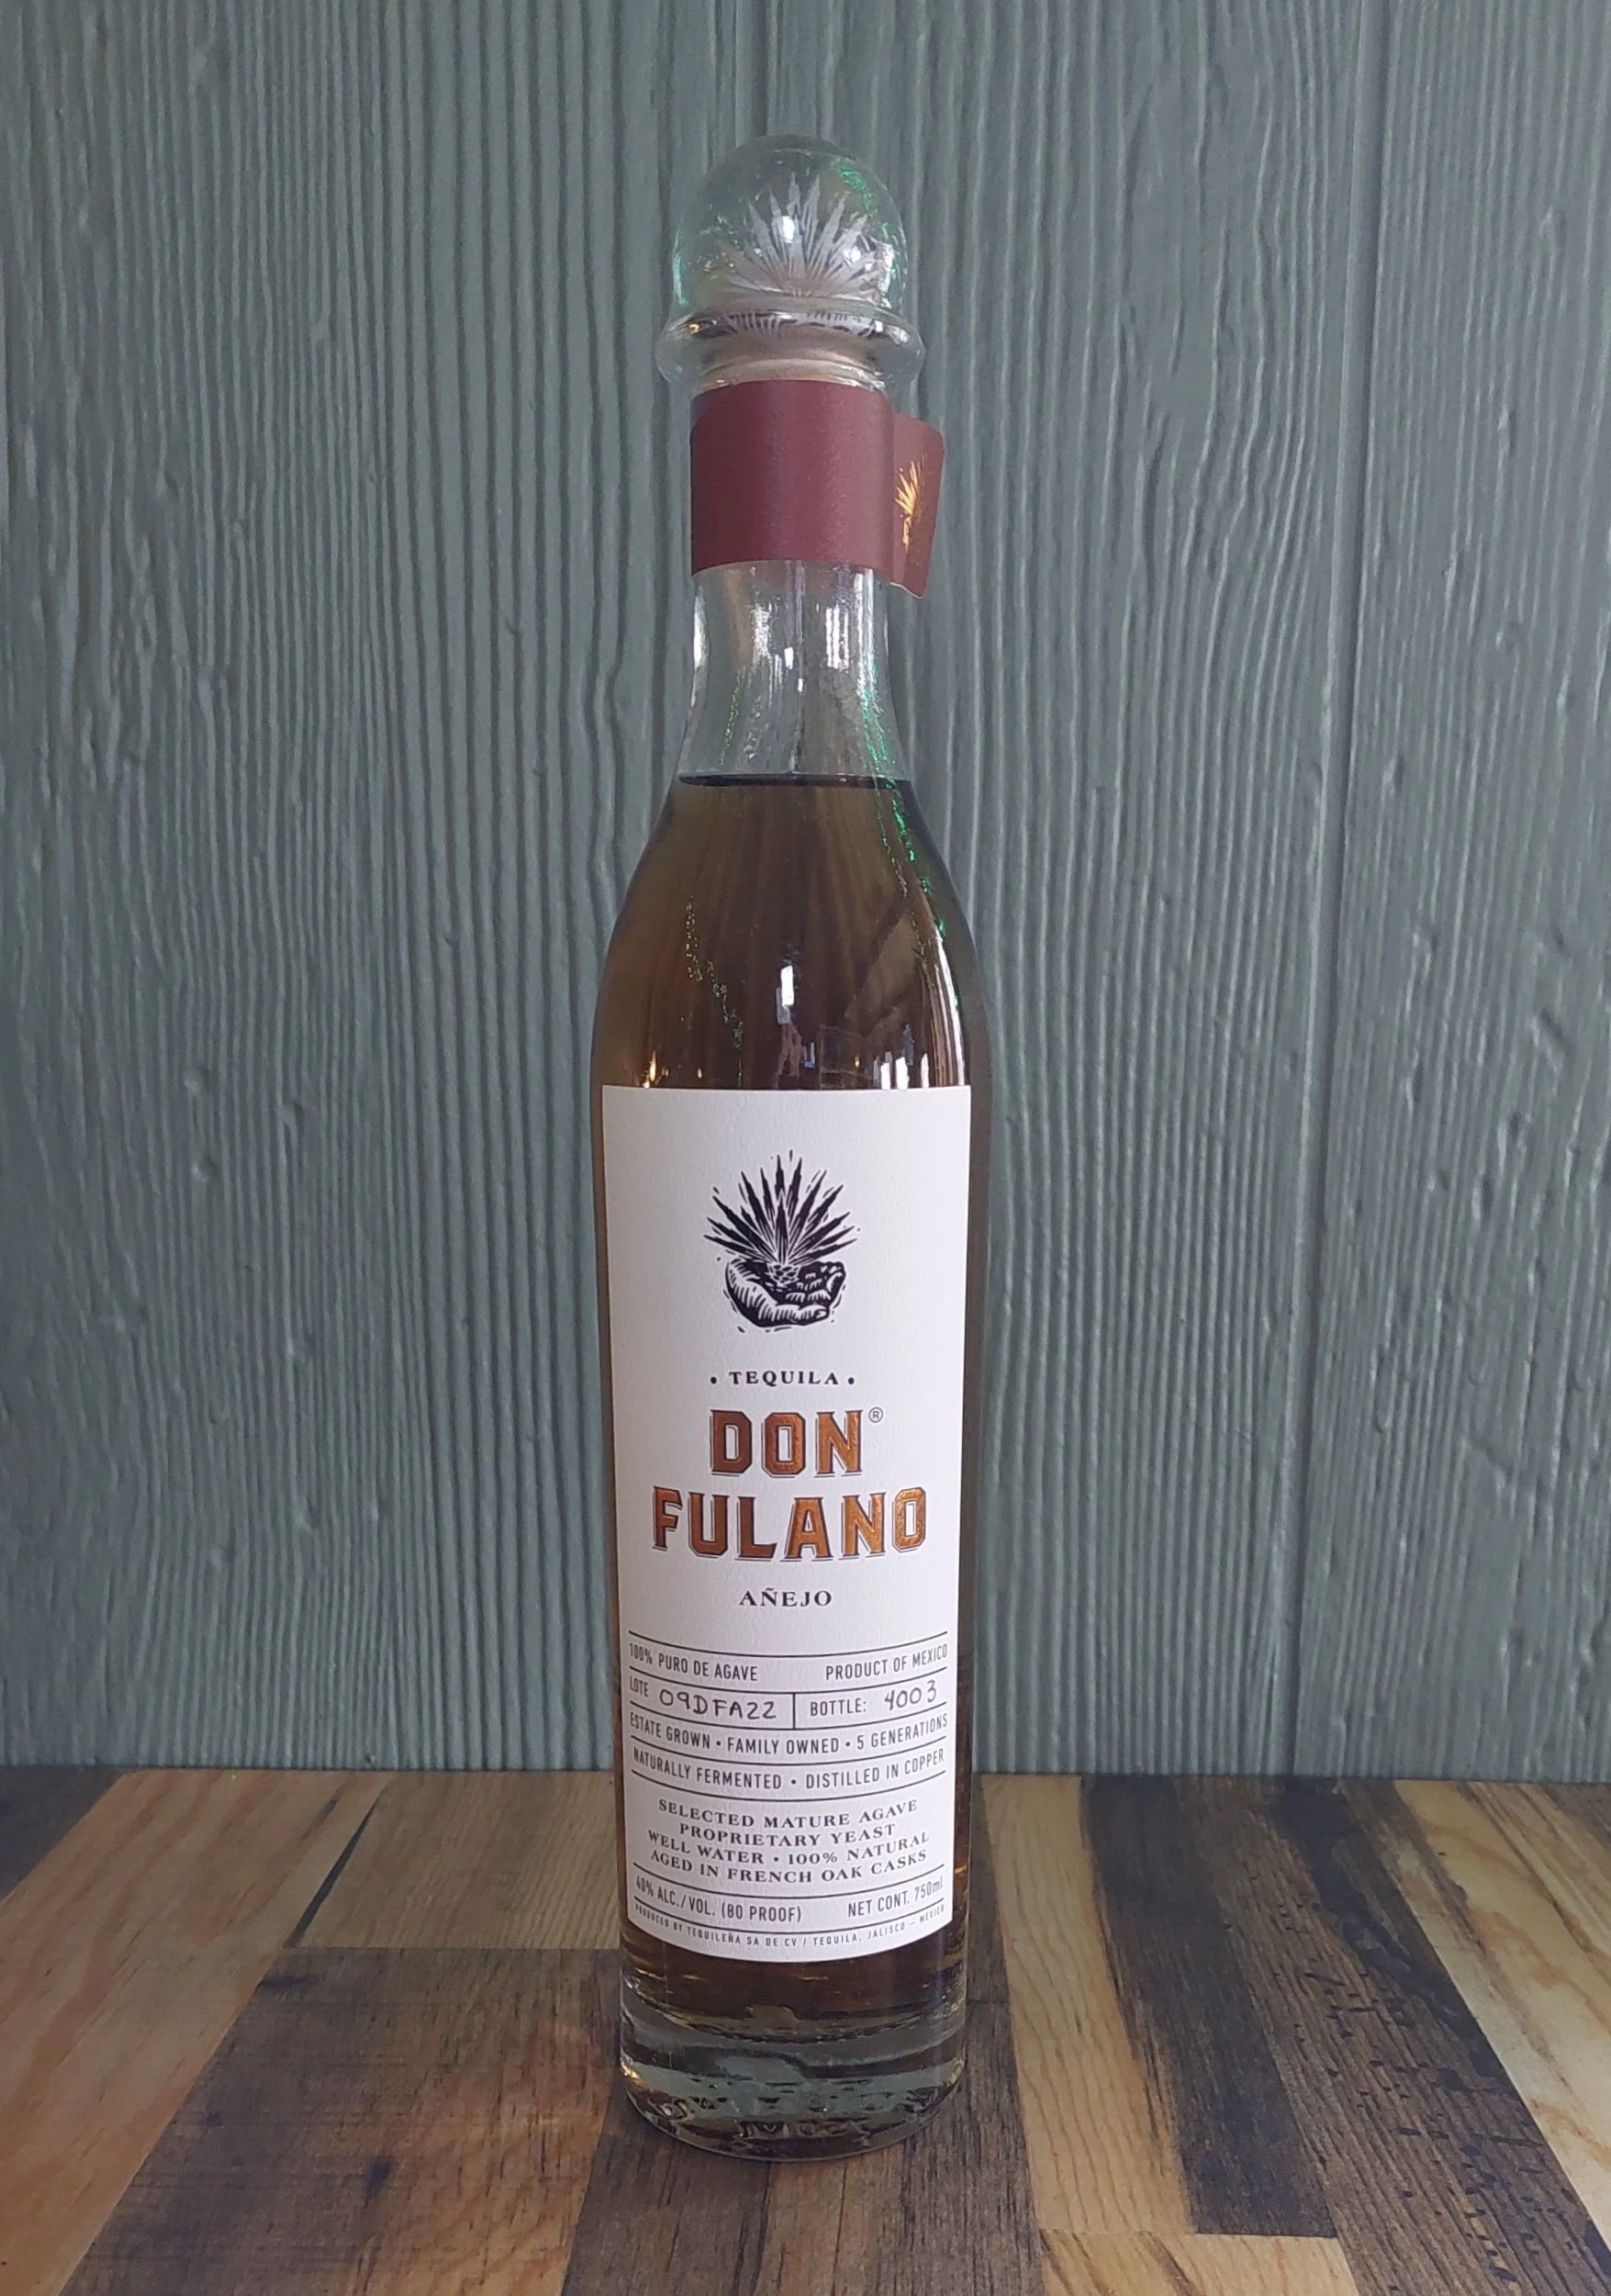 • TEQUILA •
DON®
FULANO
AÑEJO
100% PURO DE AGAVE PRODUCT OF MEXICO
LOTE 09DFA22 BOTTLE: 4003
ESTATE GROWN • FAMILY OWNED • 5 GENERATIONS
NATURALLY FERMENTED • DISTILLED IN COPPER
SELECTED MATURE AGAVE
PROPRIETARY YEAST
WELL WATER • 100% NATURAL
AGED IN FRENCH OAK CASKS
40% ALC./VOL. (80 PROOF) NET CONT. 750ml
PRODUCED BY TEQUILEÑA SA DE CV / TEQUILA, JALISCO – MEXICO